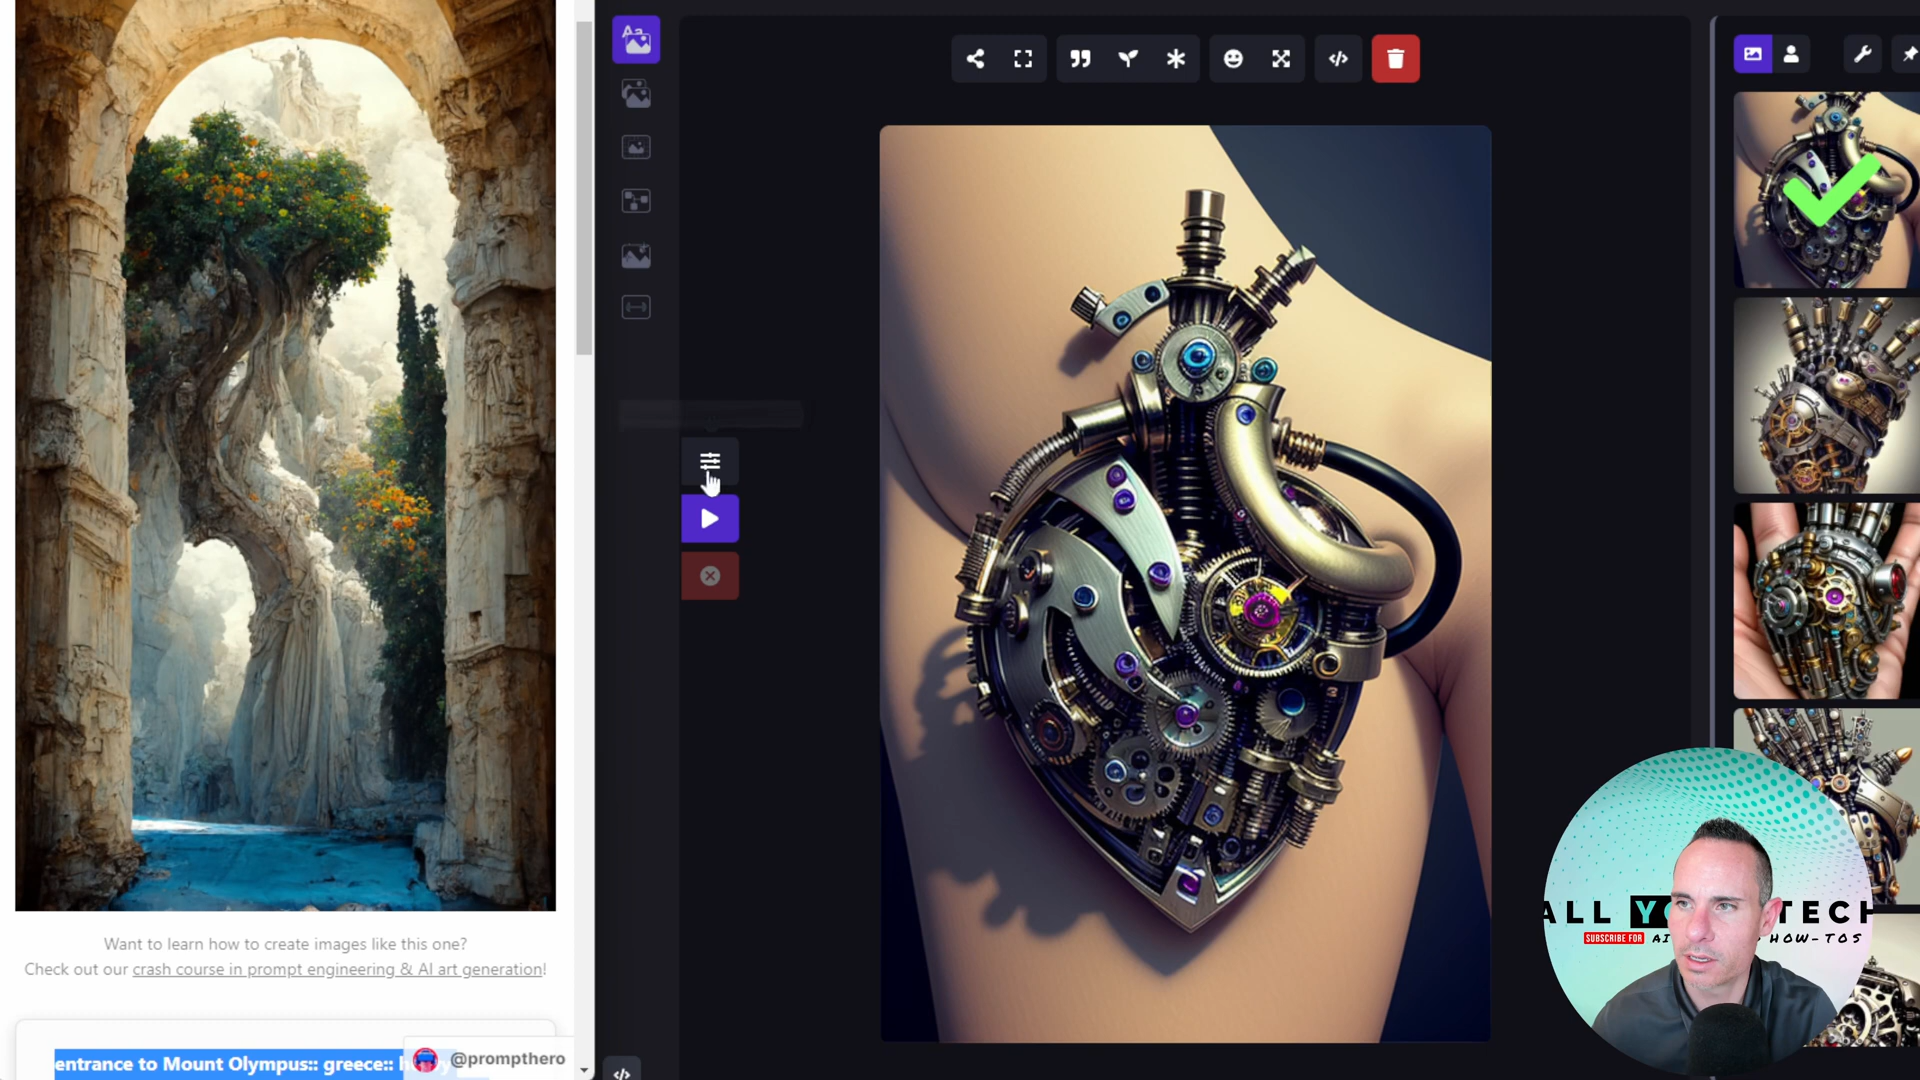 Aa
Want to learn how to create images like this one?
Check out our crash course in prompt engineering & AI art generation!
entrance to Mount Olympus:: greece::
@prompthero
ALL TECH
SUBSCRIBE FOR AI HOW-TOS